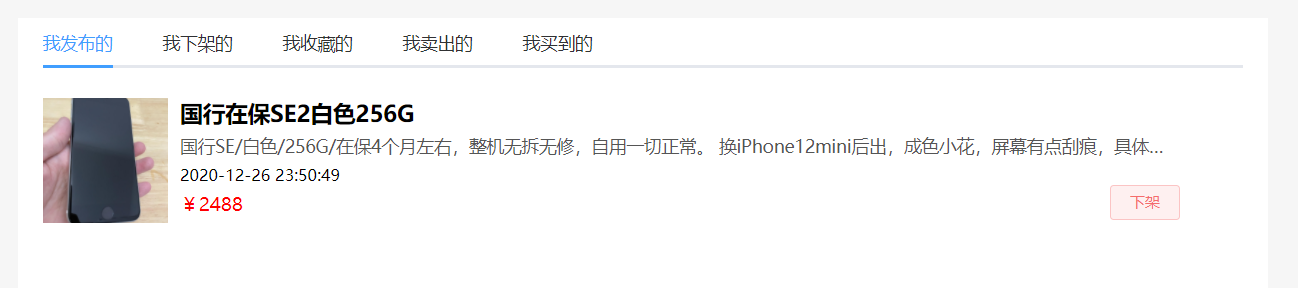 我发布的 我下架的 我收藏的 我卖出的 我买到的
国行在保SE2白色256G
国行SE/白色/256G/在保4个月左右，整机无拆无修，自用一切正常。 换iPhone12mini后出，成色小花，屏幕有点刮痕，具体...
2020-12-26 23:50:49
￥2488
下架